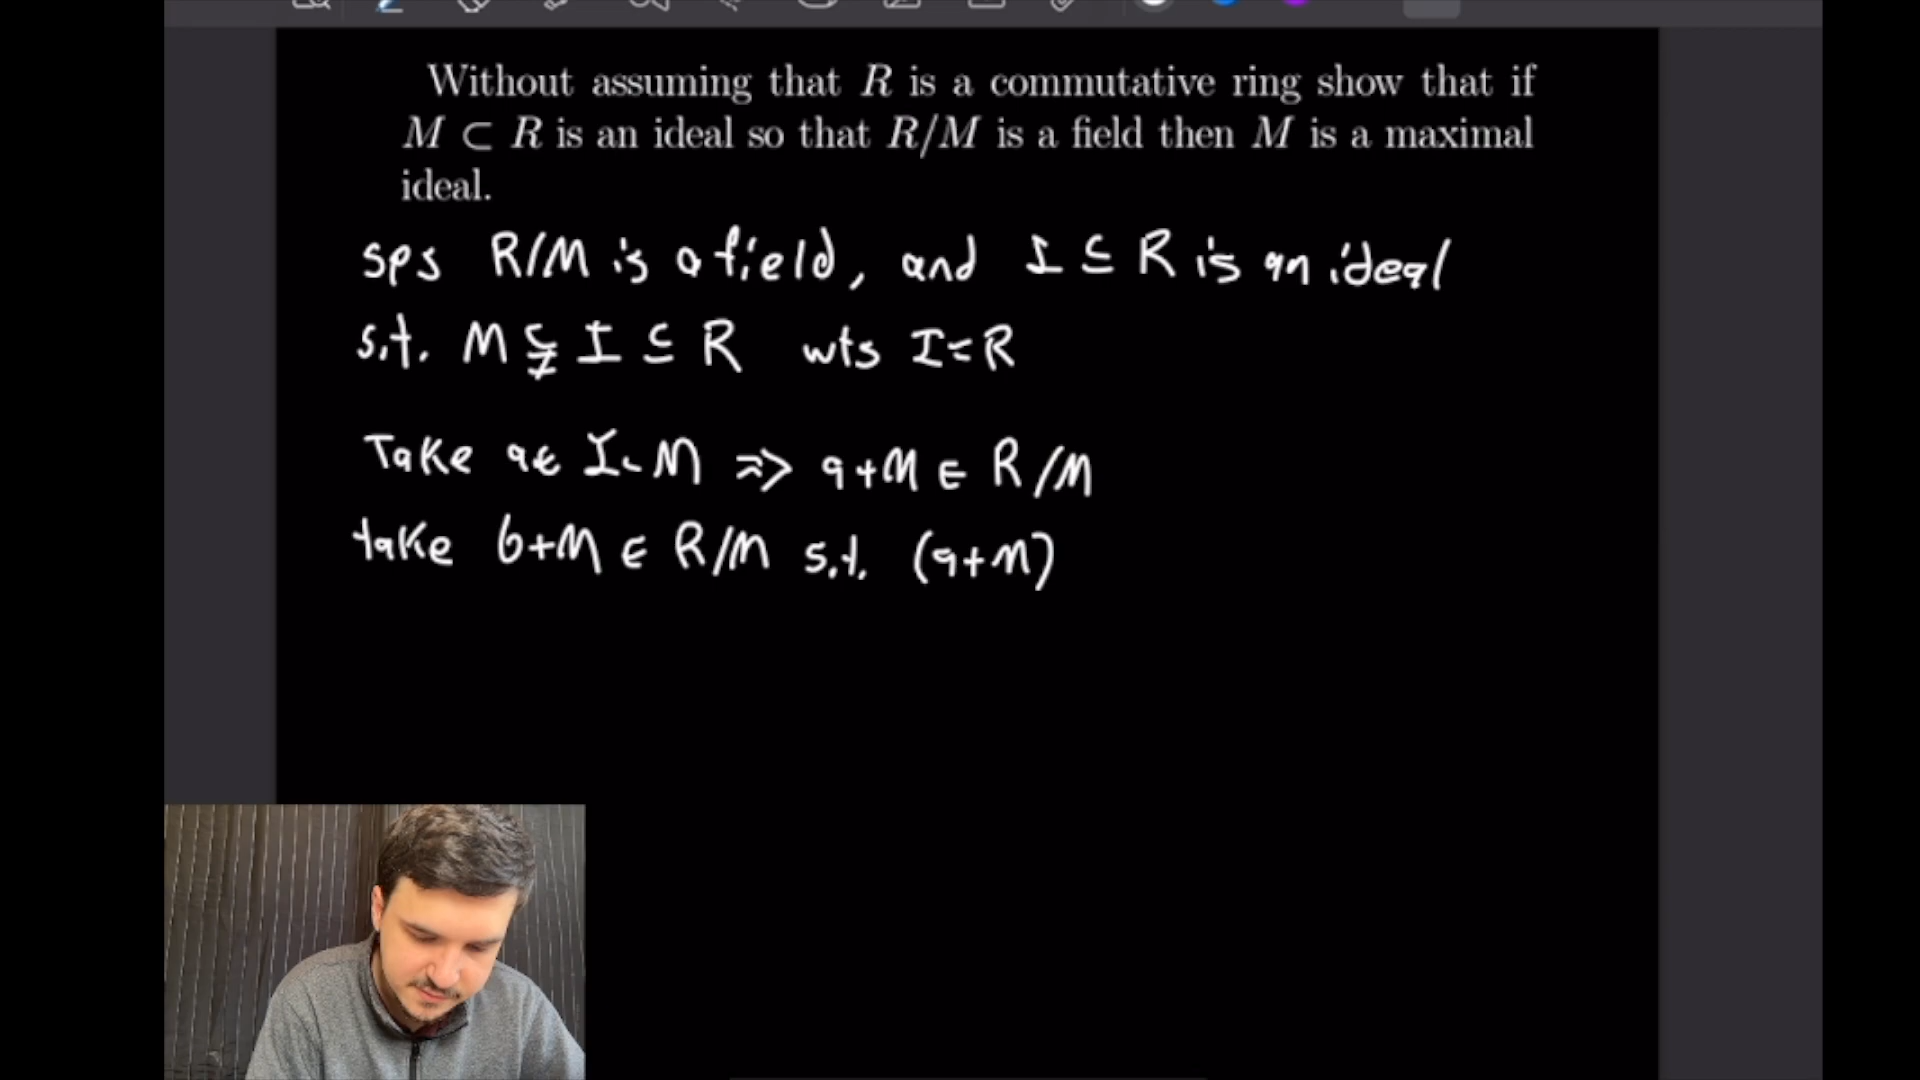 Without assuming that R is a commutative ring show that if
M ⊂ R is an ideal so that R/M is a field then M is a maximal
ideal.
sps R/M is a field, and I ⊆ R is an ideal
s.t. M ⊊ I ⊆ R wts I = R
Take a ∈ I \ M => a+M ∈ R/M
take b+M ∈ R/M s.t. (a+M)